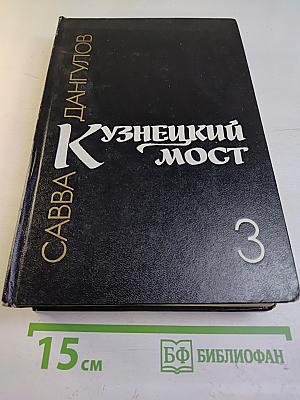 САВВА ДАНГУЛОВ
КУЗНЕЦКИЙ
МОСТ
3
15 см
БФ БИБЛИОФАН